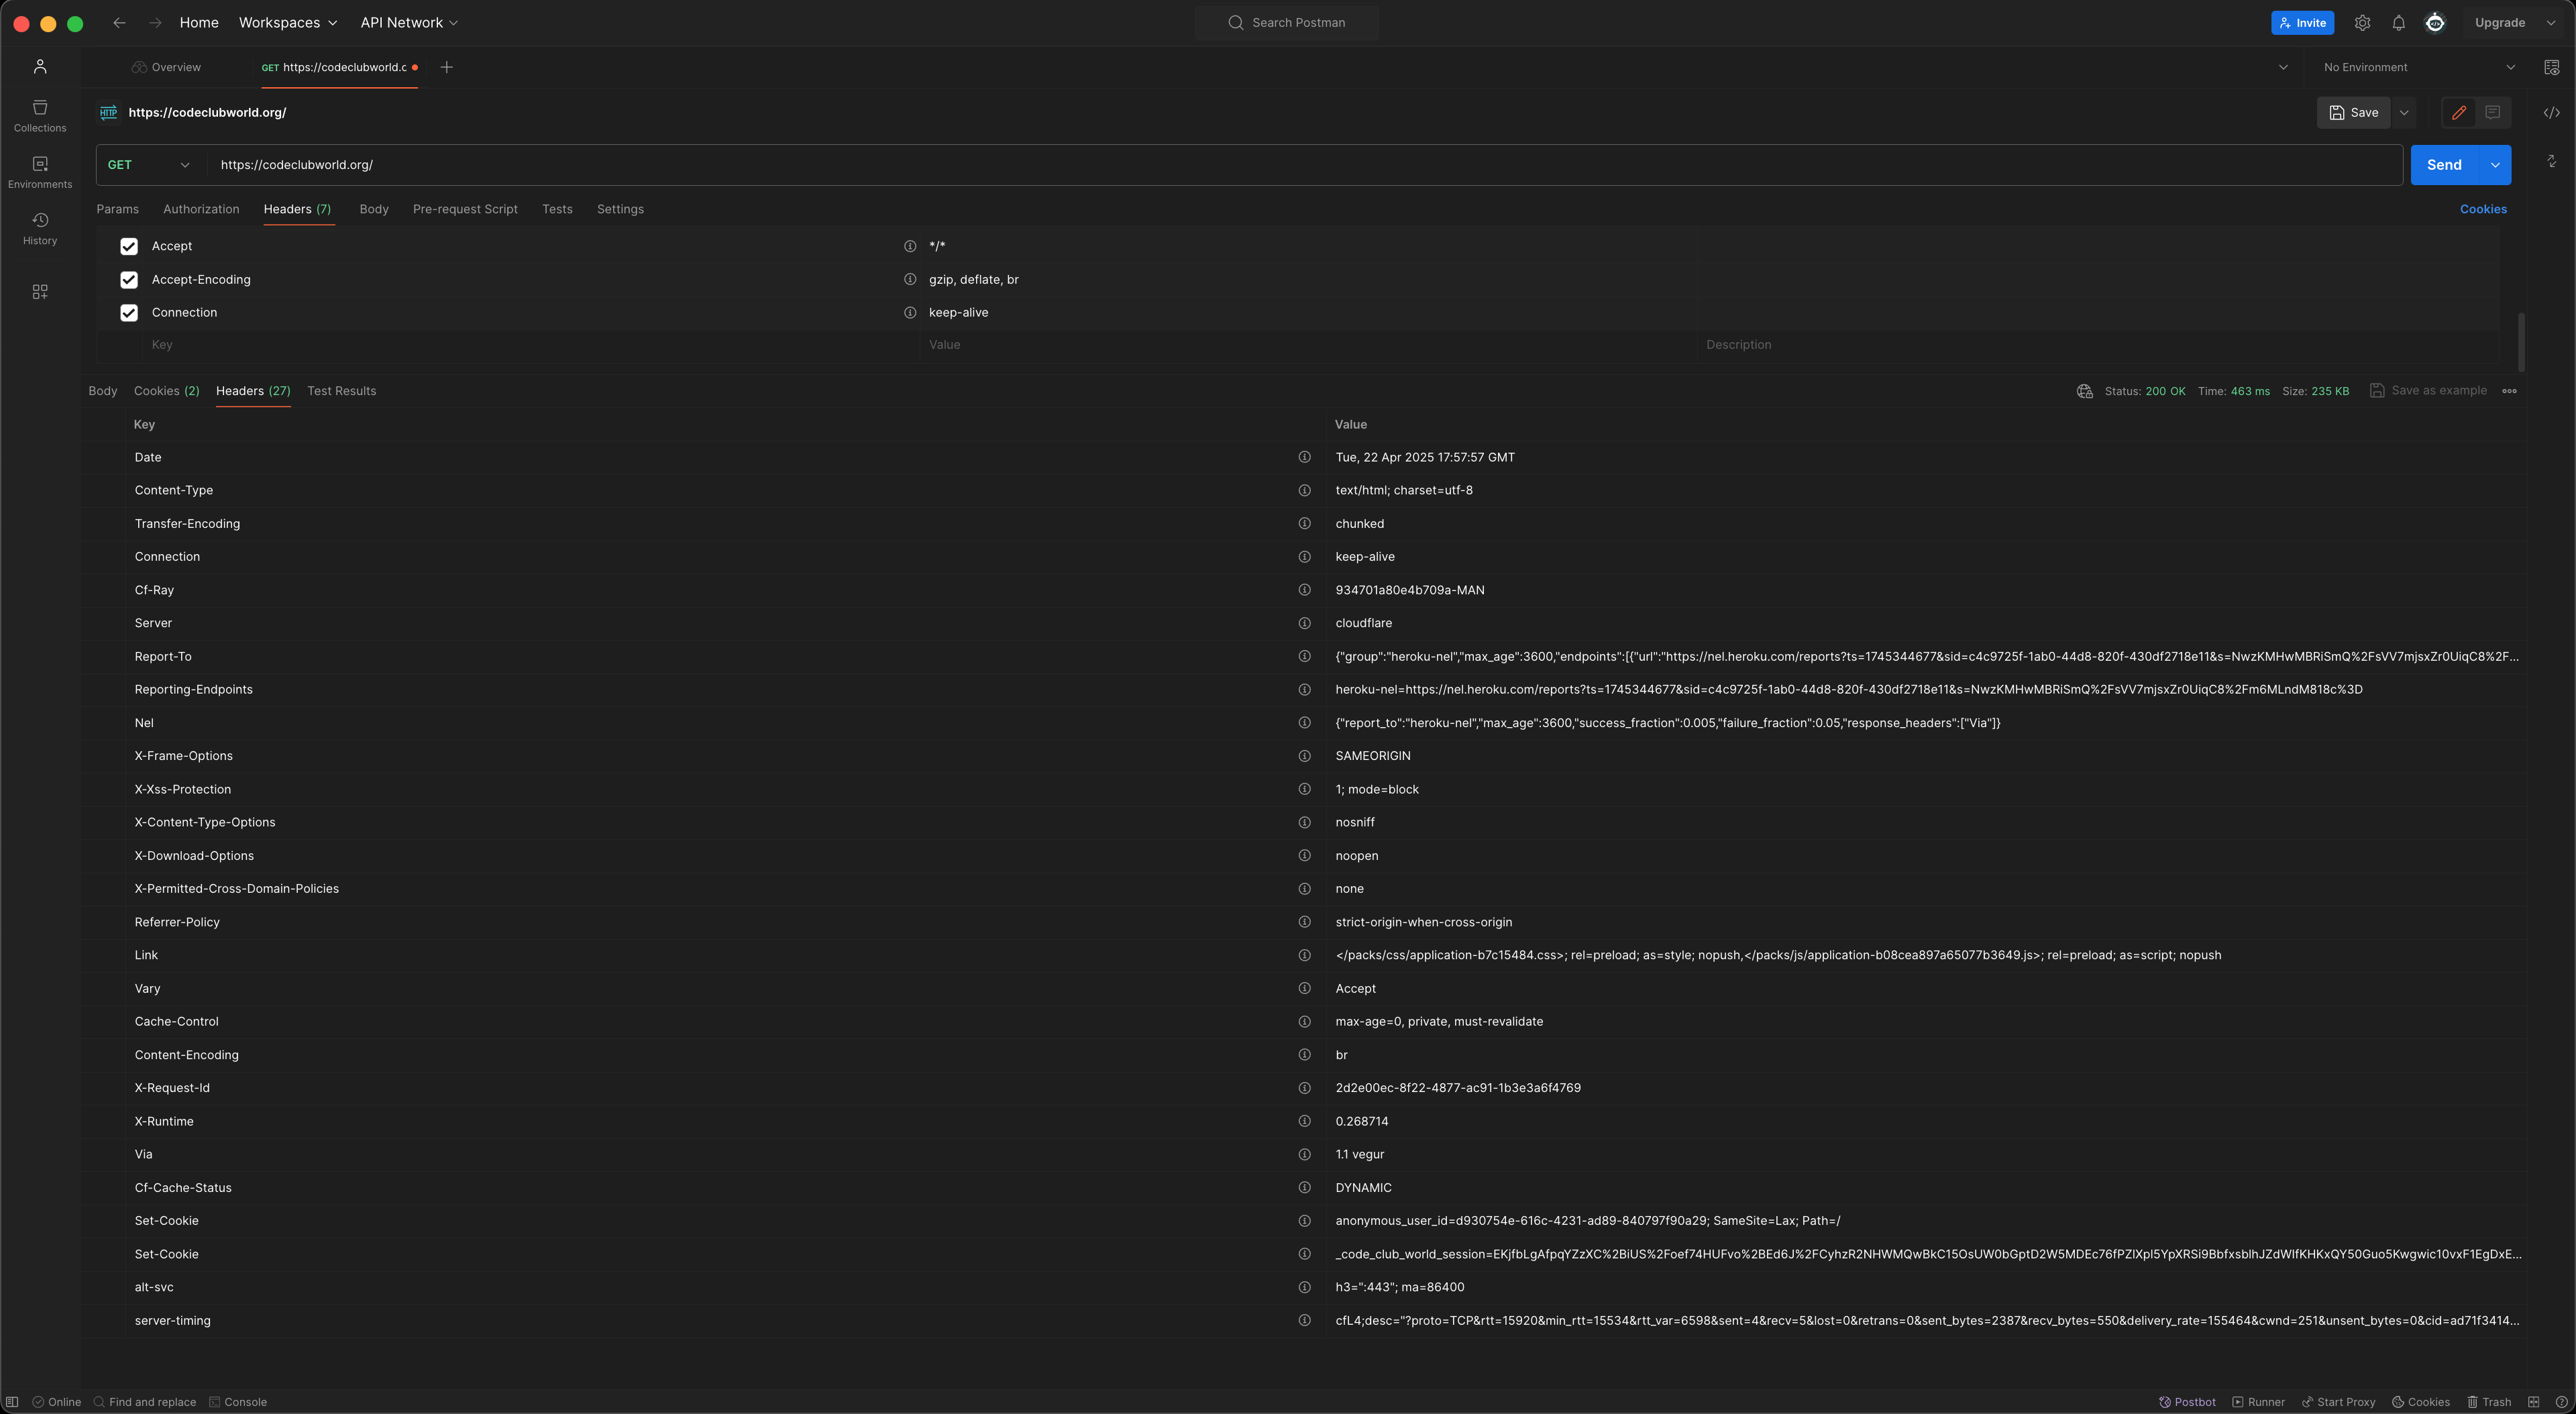 Home Workspaces API Network Search Postman Invite Upgrade
Overview GET https://codeclubworld.c No Environment
HTTP https://codeclubworld.org/ Save
Collections
GET https://codeclubworld.org/ Send
Environments
Params Authorization Headers (7) Body Pre-request Script Tests Settings Cookies
History
Accept */*
Accept-Encoding gzip, deflate, br
Connection keep-alive
Key Value Description
Body Cookies (2) Headers (27) Test Results Status: 200 OK Time: 463 ms Size: 235 KB Save as example
Key Value
Date Tue, 22 Apr 2025 17:57:57 GMT
Content-Type text/html; charset=utf-8
Transfer-Encoding chunked
Connection keep-alive
Cf-Ray 934701a80e4b709a-MAN
Server cloudflare
Report-To {"group":"heroku-nel","max_age":3600,"endpoints":[{"url":"https://nel.heroku.com/reports?ts=1745344677&sid=c4c9725f-1ab0-44d8-820f-430df2718e11&s=NwzKMHwMBRiSmQ%2FsVV7mjsxZr0UiqC8%2F...
Reporting-Endpoints heroku-nel=https://nel.heroku.com/reports?ts=1745344677&sid=c4c9725f-1ab0-44d8-820f-430df2718e11&s=NwzKMHwMBRiSmQ%2FsVV7mjsxZr0UiqC8%2Fm6MLndM818c%3D
Nel {"report_to":"heroku-nel","max_age":3600,"success_fraction":0.005,"failure_fraction":0.05,"response_headers":["Via"]}
X-Frame-Options SAMEORIGIN
X-Xss-Protection 1; mode=block
X-Content-Type-Options nosniff
X-Download-Options noopen
X-Permitted-Cross-Domain-Policies none
Referrer-Policy strict-origin-when-cross-origin
Link </packs/css/application-b7c15484.css>; rel=preload; as=style; nopush,</packs/js/application-b08cea897a65077b3649.js>; rel=preload; as=script; nopush
Vary Accept
Cache-Control max-age=0, private, must-revalidate
Content-Encoding br
X-Request-Id 2d2e00ec-8f22-4877-ac91-1b3e3a6f4769
X-Runtime 0.268714
Via 1.1 vegur
Cf-Cache-Status DYNAMIC
Set-Cookie anonymous_user_id=d930754e-616c-4231-ad89-840797f90a29; SameSite=Lax; Path=/
Set-Cookie _code_club_world_session=EKjfbLgAfpqYZzXC%2BiUS%2Foef74HUFvo%2BEd6J%2FCyhzR2NHWMQwBkC15OsUW0bGptD2W5MDEc76fPZlXpl5YpXRSi9BbfxsblhJZdWIfKHKxQY50Guo5Kwgwic10vxF1EgDxE...
alt-svc h3=":443"; ma=86400
server-timing cfL4;desc="?proto=TCP&rtt=15920&min_rtt=15534&rtt_var=6598&sent=4&recv=5&lost=0&retrans=0&sent_bytes=2387&recv_bytes=550&delivery_rate=155464&cwnd=251&unsent_bytes=0&cid=ad71f3414...
Online Find and replace Console Postbot Runner Start Proxy Cookies Trash